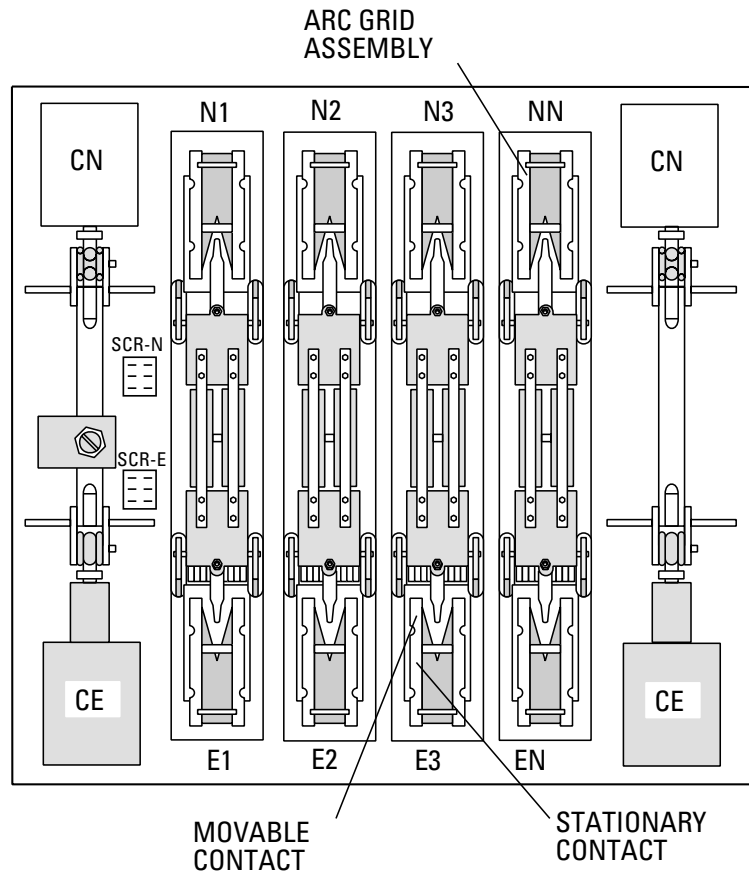 ARC GRID
ASSEMBLY
N1
N2
N3
NN
CN
CN
SCR-N
SCR-E
CE
CE
E1
E2
E3
EN
MOVABLE
CONTACT
STATIONARY
CONTACT